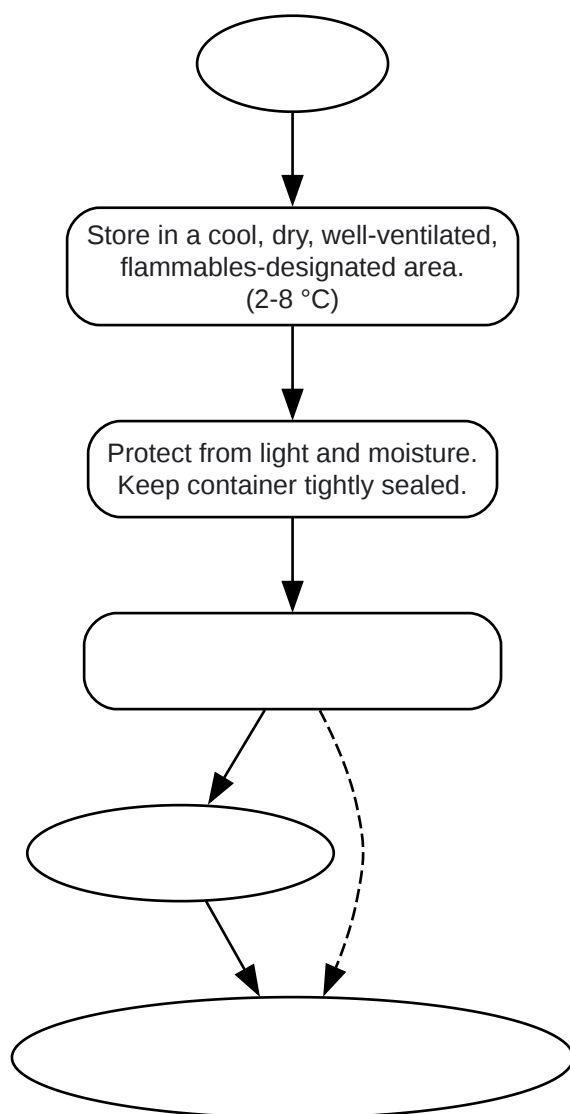 Store in a cool, dry, well-ventilated,
flammables-designated area.
(2-8 °C)
Protect from light and moisture.
Keep container tightly sealed.